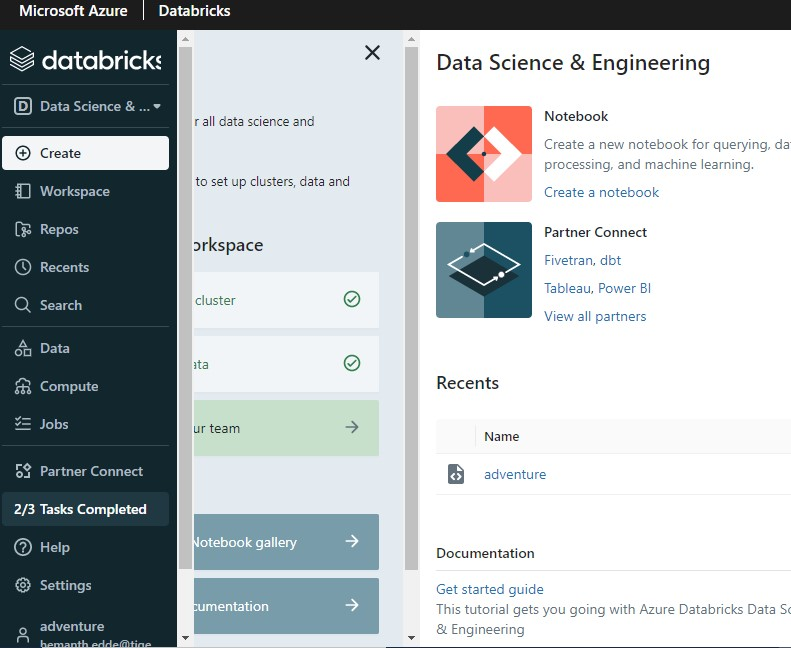 Microsoft Azure
Databricks
databricks
Data Science & ...
Create
Workspace
Repos
Recents
Search
Data
Compute
Jobs
Partner Connect
2/3 Tasks Completed
Help
Settings
adventure
hemanth.edde@tige
r all data science and
to set up clusters, data and
orkspace
cluster
ata
ur team
Notebook gallery
cumentation
Data Science & Engineering
Notebook
Create a new notebook for querying, da
processing, and machine learning.
Create a notebook
Partner Connect
Fivetran, dbt
Tableau, Power BI
View all partners
Recents
Name
adventure
Documentation
Get started guide
This tutorial gets you going with Azure Databricks Data Sc
& Engineering